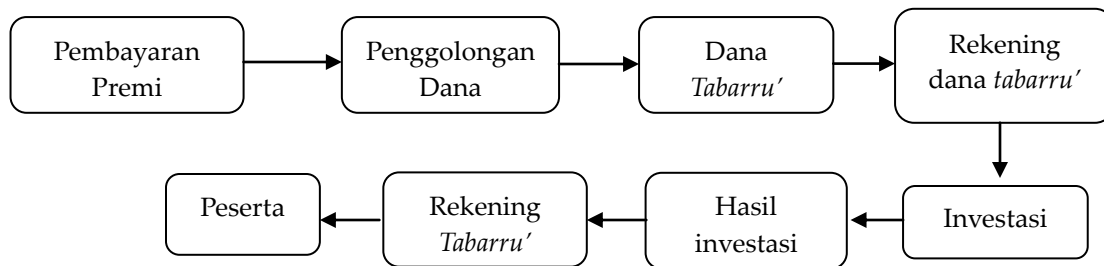 Pembayaran
Premi
Penggolongan
Dana
Dana
Tabarru’
Rekening
dana tabarru’
Investasi
Hasil
investasi
Rekening
Tabarru’
Peserta